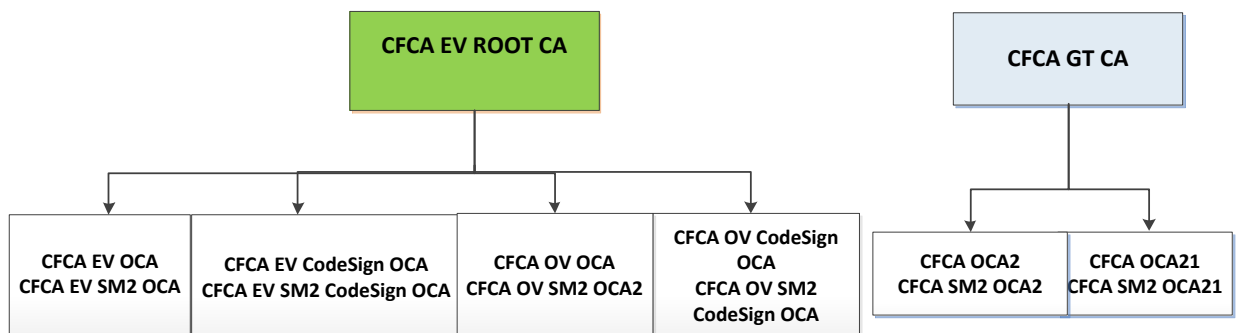 CFCA EV ROOT CA
CFCA GT CA
CFCA EV OCA
CFCA EV SM2 OCA
CFCA EV CodeSign OCA
CFCA EV SM2 CodeSign OCA
CFCA OV OCA
CFCA OV SM2 OCA2
CFCA OV CodeSign
OCA
CFCA OV SM2
CodeSign OCA
CFCA OCA2
CFCA SM2 OCA2
CFCA OCA21
CFCA SM2 OCA21